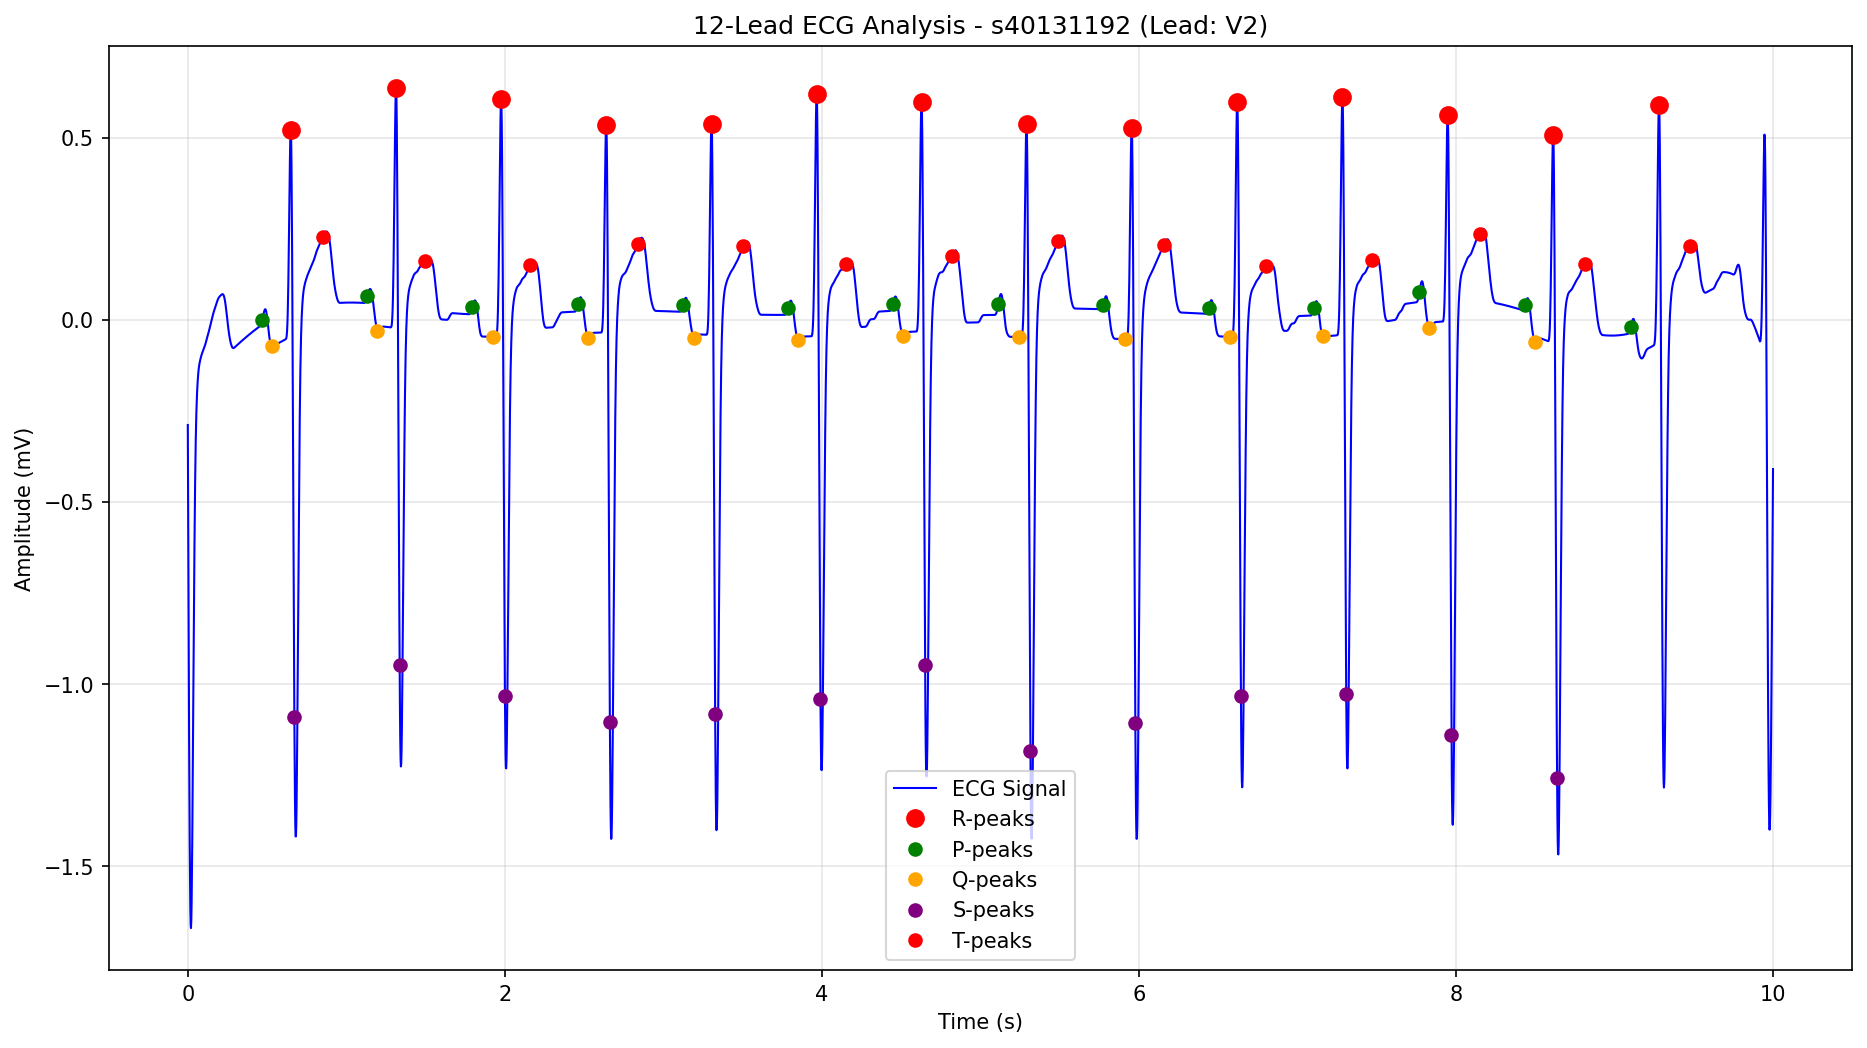 12-Lead ECG Analysis - s40131192 (Lead: V2)
Amplitude (mV)
0.5
0.0
−0.5
−1.0
−1.5
ECG Signal
R-peaks
P-peaks
Q-peaks
S-peaks
T-peaks
0 2 4 6 8 10
Time (s)